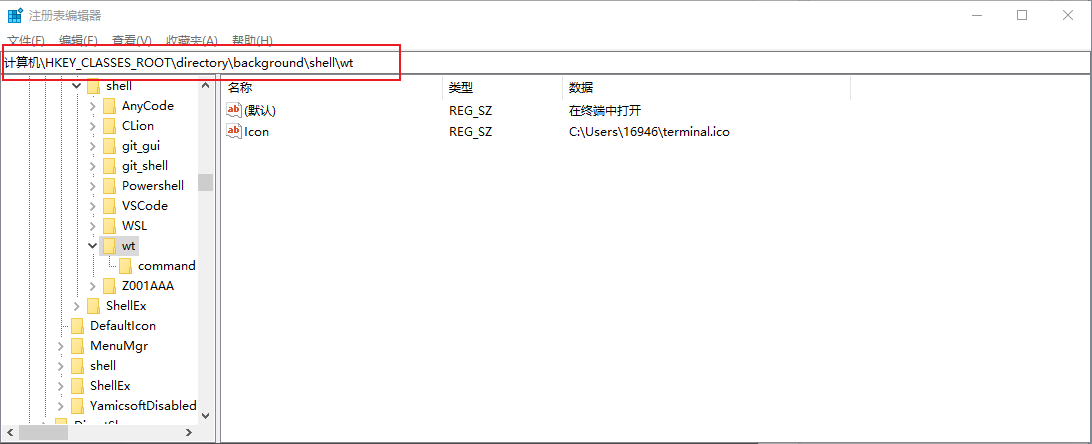 注册表编辑器
文件(F) 编辑(E) 查看(V) 收藏夹(A) 帮助(H)
计算机\HKEY_CLASSES_ROOT\directory\background\shell\wt
shell
AnyCode
CLion
git_gui
git_shell
Powershell
VSCode
WSL
wt
command
Z001AAA
ShellEx
DefaultIcon
MenuMgr
shell
ShellEx
YamicsoftDisabled
名称 类型 数据
ab (默认) REG_SZ 在终端中打开
ab Icon REG_SZ C:\Users\16946\terminal.ico